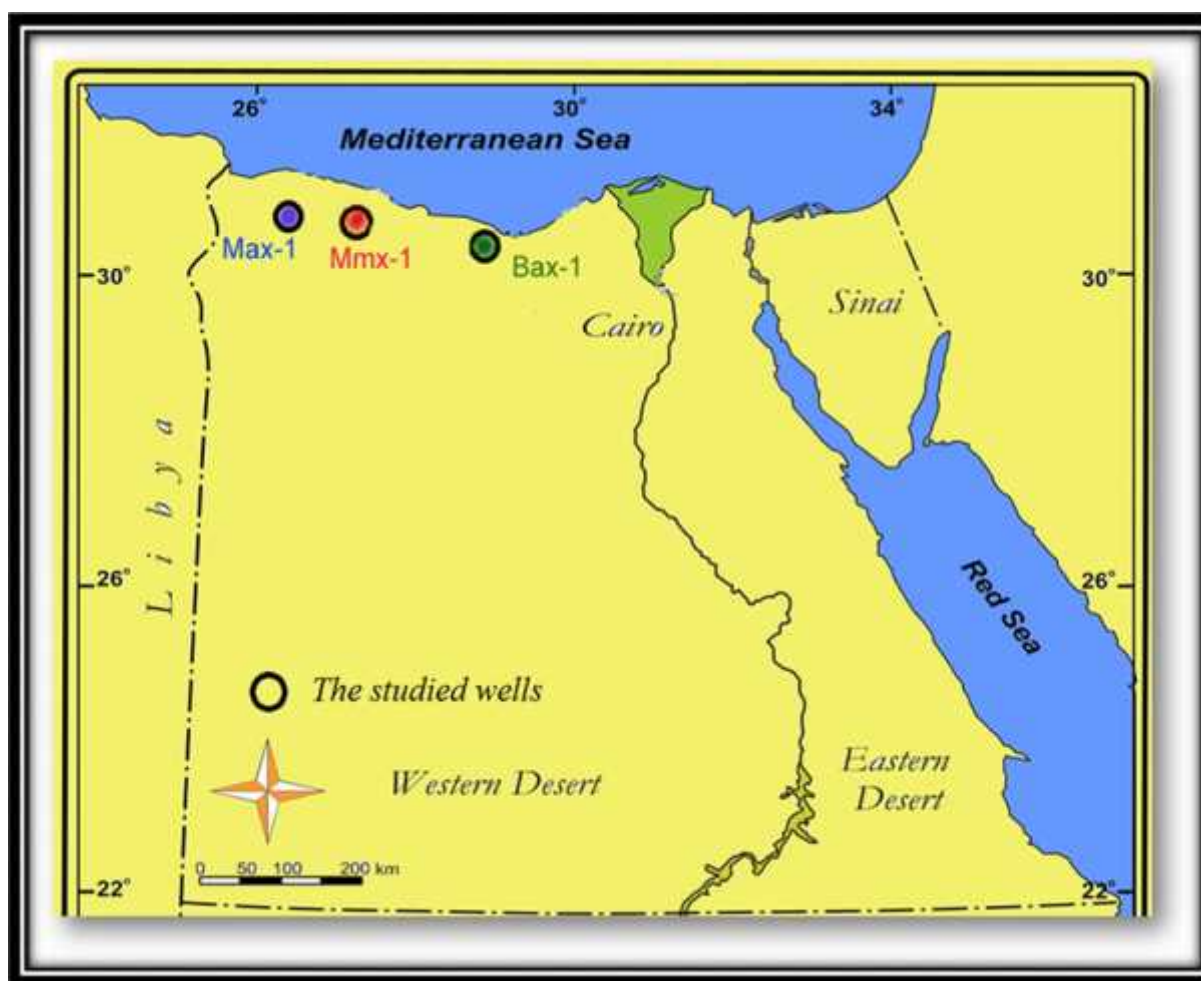 26° 30° 34°
Mediterranean Sea
Max-1
Mmx-1
Bax-1
30° 30°
Sinai
Cairo
Libya
26° 26°
Red Sea
The studied wells
Western Desert
Eastern
Desert
0 50 100 200 km
22° 22°